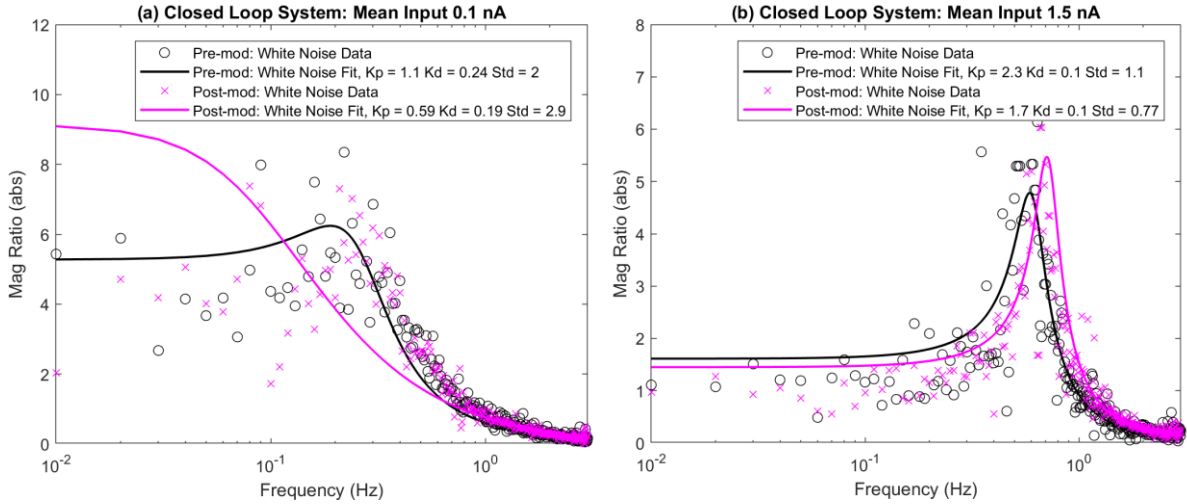 (a) Closed Loop System: Mean Input 0.1 nA
12
10
8
6
4
2
0
Mag Ratio (abs)
Pre-mod: White Noise Data
Pre-mod: White Noise Fit, Kp = 1.1 Kd = 0.24 Std = 2
Post-mod: White Noise Data
Post-mod: White Noise Fit, Kp = 0.59 Kd = 0.19 Std = 2.9
10-2
10-1
100
Frequency (Hz)
(b) Closed Loop System: Mean Input 1.5 nA
8
7
6
5
4
3
2
1
0
Mag Ratio (abs)
Pre-mod: White Noise Data
Pre-mod: White Noise Fit, Kp = 2.3 Kd = 0.1 Std = 1.1
Post-mod: White Noise Data
Post-mod: White Noise Fit, Kp = 1.7 Kd = 0.1 Std = 0.77
10-2
10-1
100
Frequency (Hz)